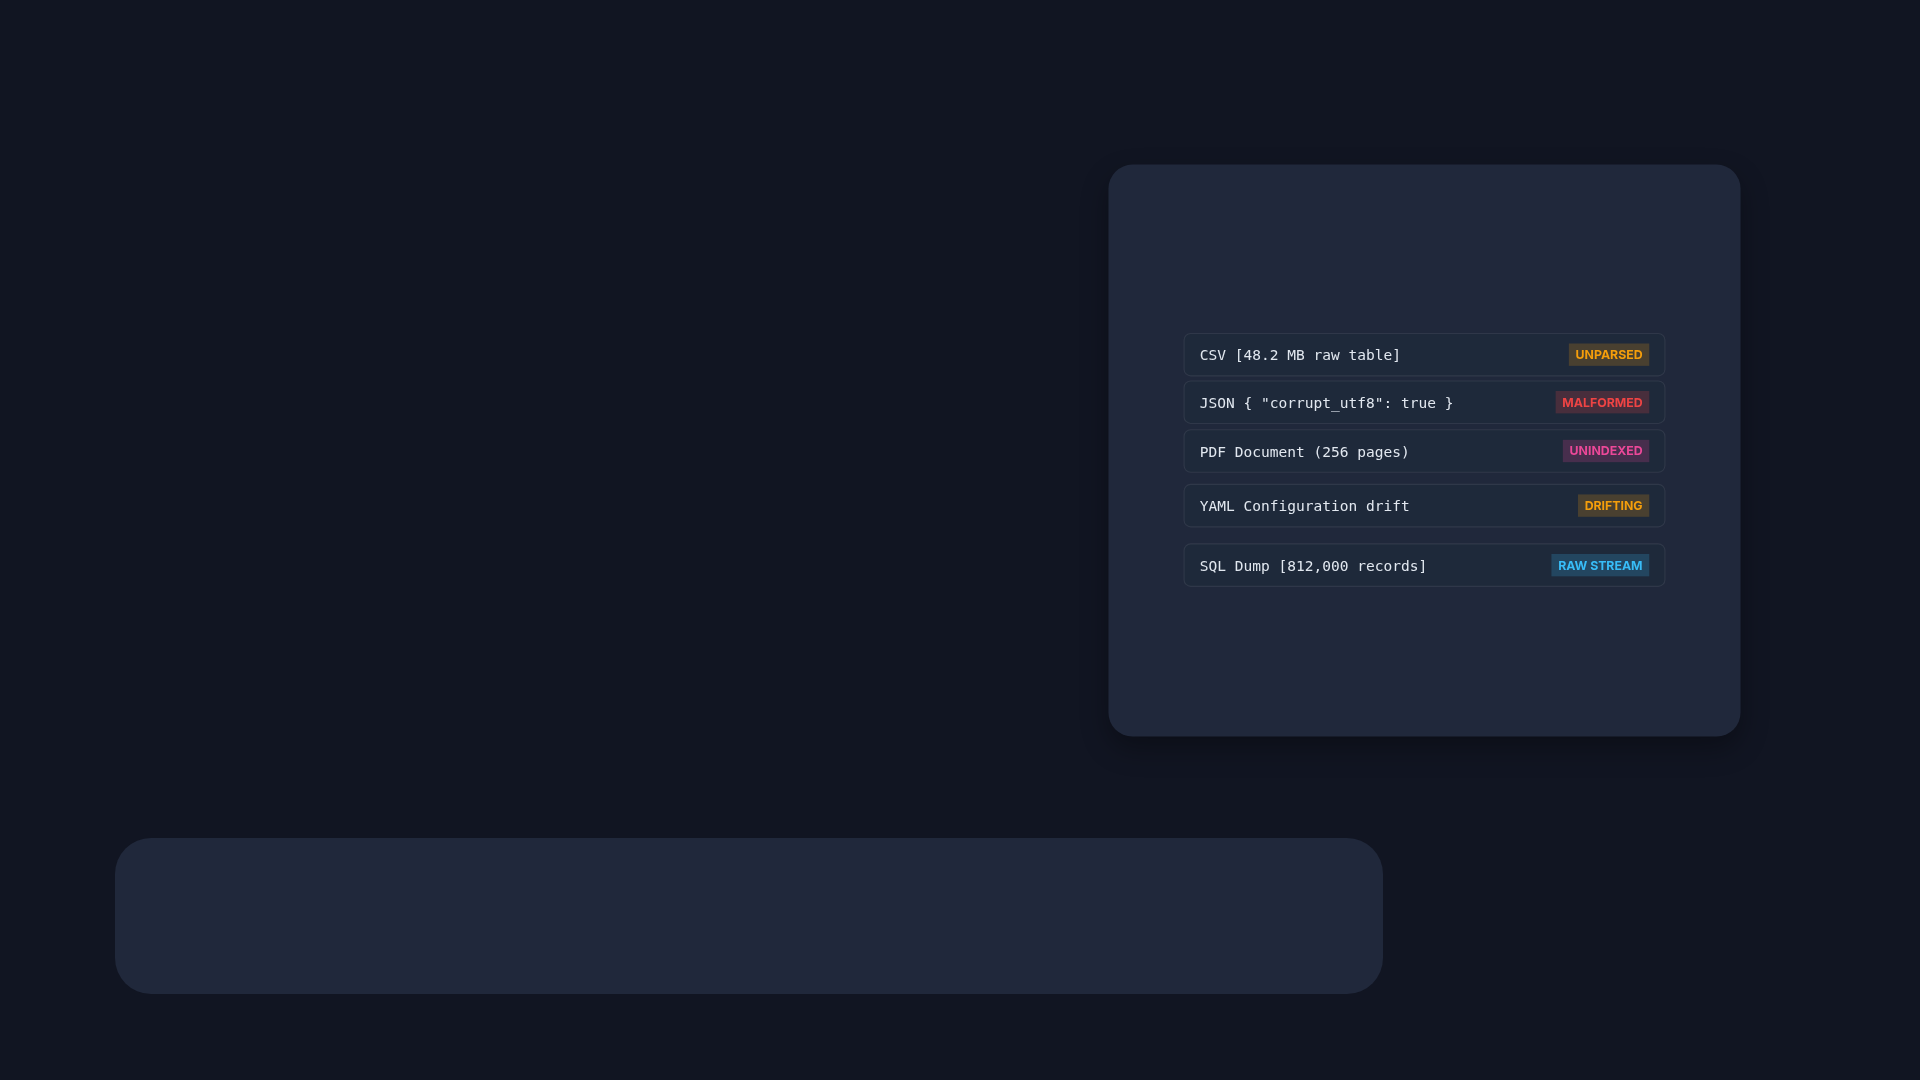 CSV [48.2 MB raw table] UNPARSED
JSON { "corrupt_utf8": true } MALFORMED
PDF Document (256 pages) UNINDEXED
YAML Configuration drift DRIFTING
SQL Dump [812,000 records] RAW STREAM